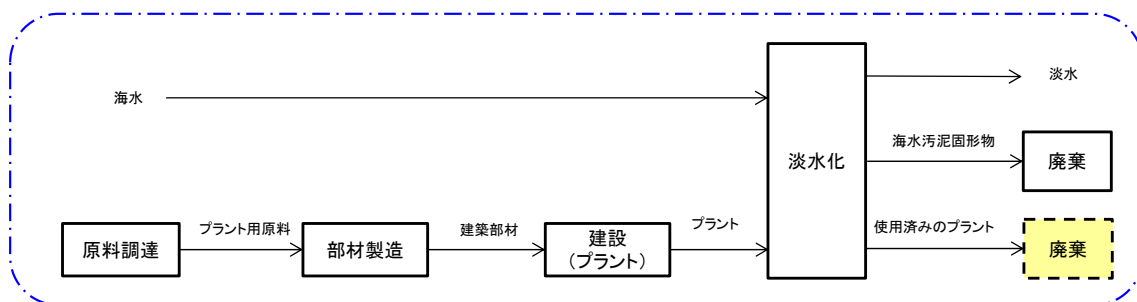 海水
淡水化
淡水
海水汚泥固形物
廃棄
原料調達
プラント用原料
部材製造
建築部材
建設
(プラント)
プラント
使用済みのプラント
廃棄